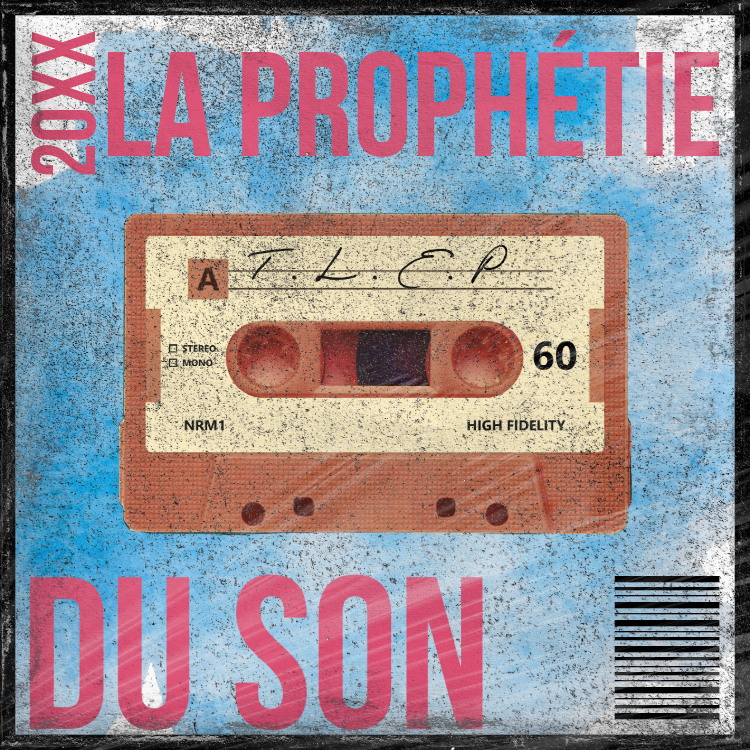 20XX
LA PROPHÉTIE
A T. L. E. P
STEREO
MONO
60
NRM1
HIGH FIDELITY
DU SON